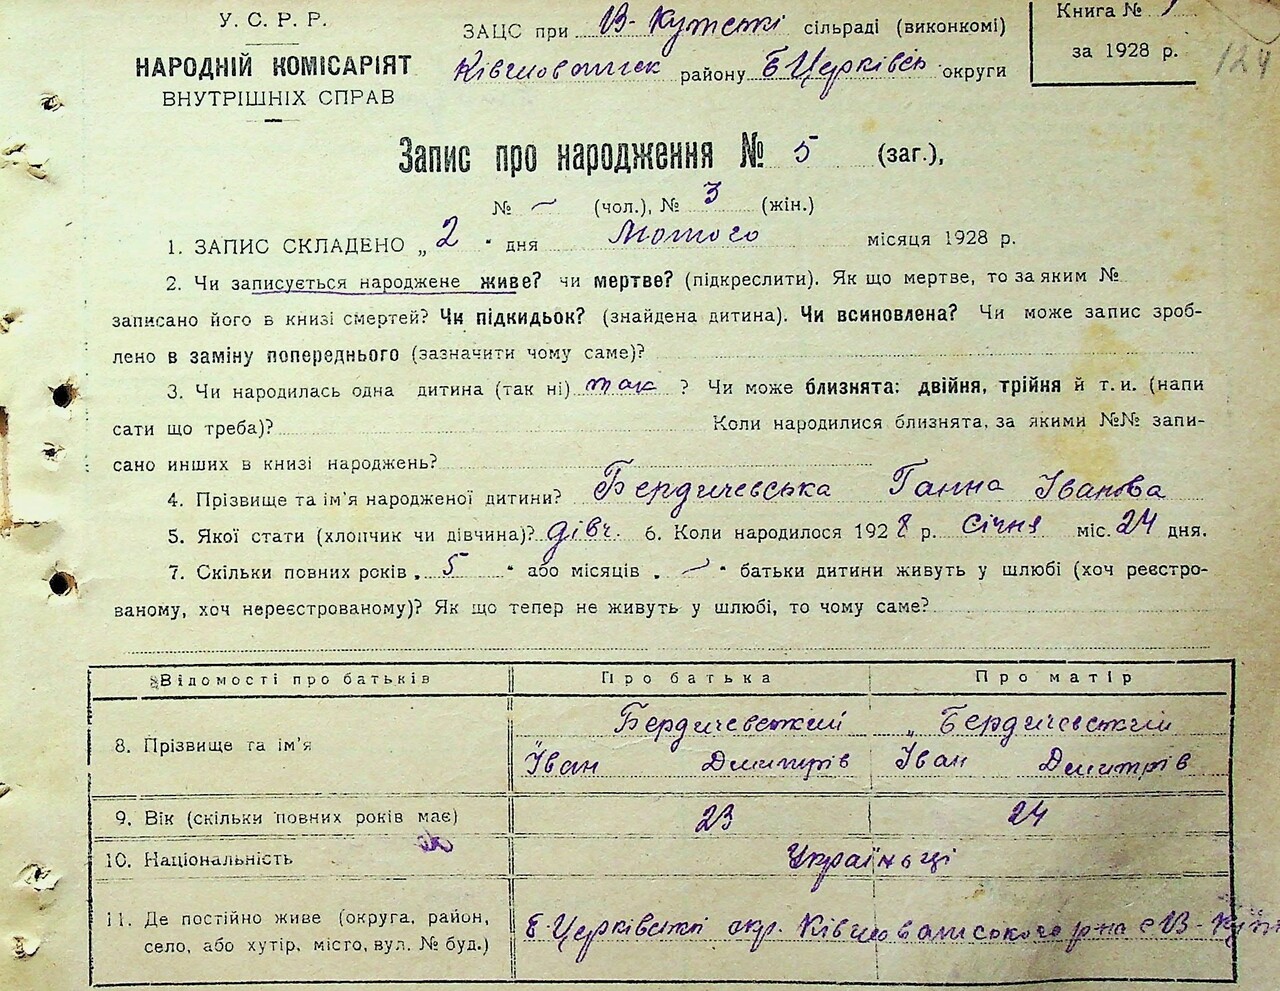 У. С. Р. Р.
НАРОДНІЙ КОМІСАРІЯТ
ВНУТРІШНІХ СПРАВ
ЗАЦС при В-Кутській сільраді (виконкомі)
району Б Церківсь округи
Книга №
за 1928 р.
124
Запис про народження № 5 (заг.),
№ – (чол.), № 3 (жін.)
1. ЗАПИС СКЛАДЕНО „ 2 " дня Лютого місяця 1928 р.
2. Чи записується народжене живе? чи мертве? (підкреслити). Як що мертве, то за яким №
записано його в книзі смертей? Чи підкидьок? (знайдена дитина). Чи всиновлена? Чи може запис зроб-
лено в заміну попереднього (зазначити чому саме)?
3. Чи народилась одна дитина (так ні) так ? Чи може близнята: двійня, трійня й т. и. (напи
сати що треба)? Коли народилися близнята, за якими №№ запи-
сано инших в книзі народжень?
4. Прізвище та ім'я народженої дитини? Бердичевська Ганна Іванова
5. Якої стати (хлопчик чи дівчина)? дівч. 6. Коли народилося 1928 р. січня міс. 24 дня.
7. Скільки повних років „ 5 " або місяців „ – " батьки дитини живуть у шлюбі (хоч реєстро-
ваному, хоч нереєстрованому)? Як що тепер не живуть у шлюбі, то чому саме?
Відомості про батьків Про батька Про матір
8. Прізвище та ім'я Бердичевський Іван Дмитрів Бердичевський Іван Дмитрів
9. Вік (скільки повних років має) 23 24
10. Національність Україньці
11. Де постійно живе (округа, район,
село, або хутір, місто, вул. № буд.)
Б-Церківській окр. Ківшоватського р-на с В-